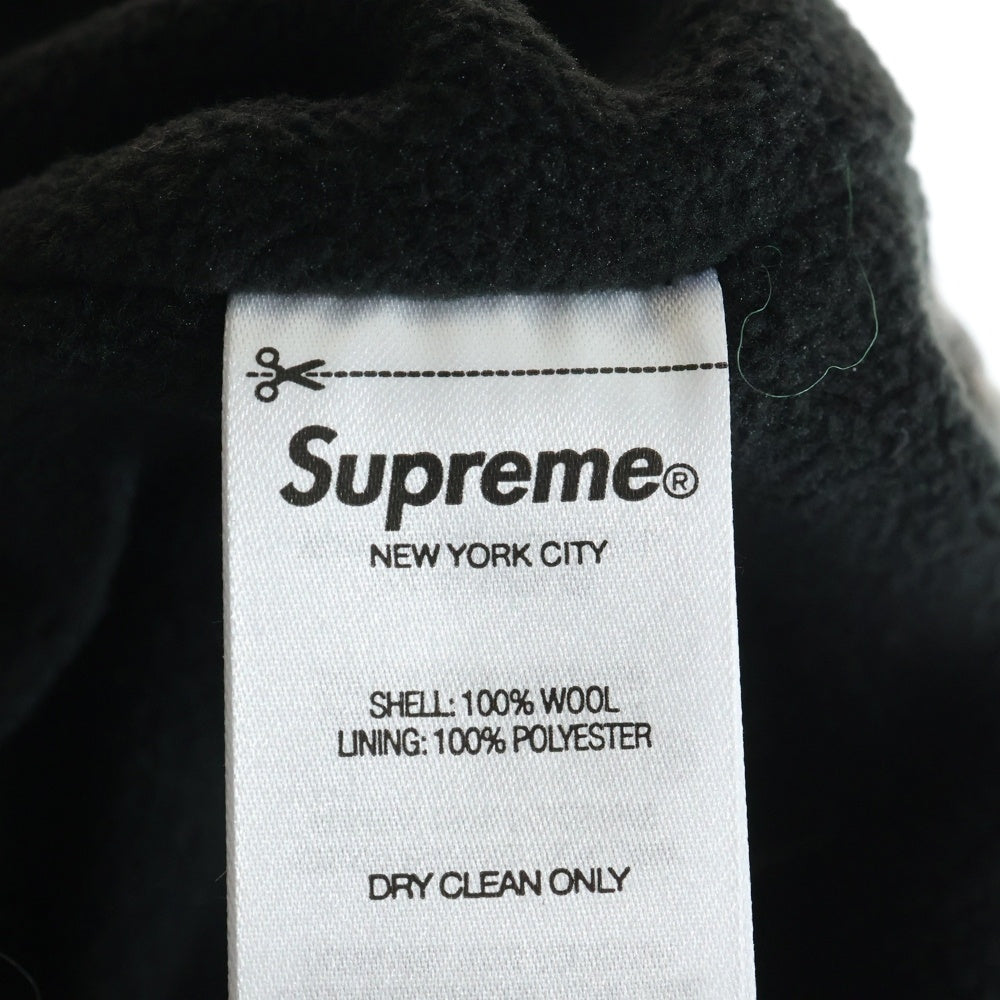 Supreme®
NEW YORK CITY
SHELL: 100% WOOL
LINING: 100% POLYESTER
DRY CLEAN ONLY